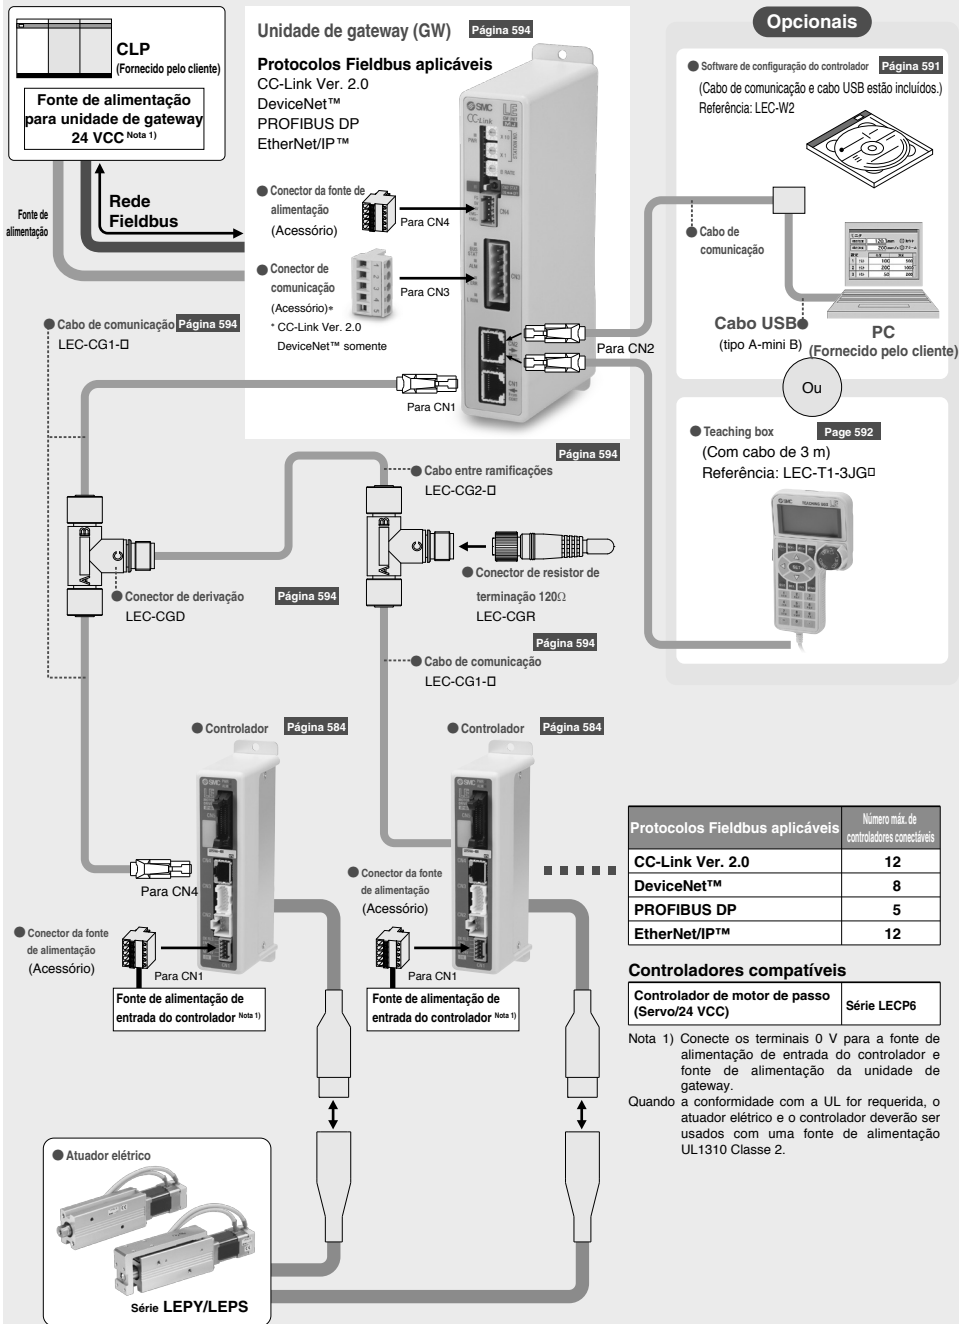 CLP
(Fornecido pelo cliente)
Fonte de alimentação
para unidade de gateway
24 VCC Nota 1)
Fonte de
alimentação
Rede
Fieldbus
Unidade de gateway (GW)
Página 594
Protocolos Fieldbus aplicáveis
CC-Link Ver. 2.0
DeviceNet™
PROFIBUS DP
EtherNet/IP™
Conector da fonte de
alimentação
(Acessório)
Para CN4
Conector de
comunicação
(Acessório)*
* CC-Link Ver. 2.0
DeviceNet™ somente
Para CN3
SMC
CC-Link
CN4
CN3
CN2
CN1
Para CN2
Para CN1
Opcionais
Software de configuração do controlador
Página 591
(Cabo de comunicação e cabo USB estão incluídos.)
Referência: LEC-W2
Cabo de
comunicação
Cabo USB
(tipo A-mini B)
PC
(Fornecido pelo cliente)
Ou
Teaching box
Page 592
(Com cabo de 3 m)
Referência: LEC-T1-3JG□
SMC
TEACHING BOX
Cabo de comunicação
Página 594
LEC-CG1-□
Página 594
Cabo entre ramificações
LEC-CG2-□
A
B
C
A
B
C
Conector de derivação
LEC-CGD
Página 594
Conector de resistor de
terminação 120Ω
LEC-CGR
Página 594
Cabo de comunicação
LEC-CG1-□
Controlador
Página 584
Controlador
Página 584
SMC
SMC
Para CN4
Conector da fonte
de alimentação
(Acessório)
Para CN1
Fonte de alimentação de
entrada do controlador Nota 1)
Conector da fonte
de alimentação
(Acessório)
Para CN1
Fonte de alimentação de
entrada do controlador Nota 1)
Protocolos Fieldbus aplicáveis
Número máx. de
controladores conectáveis
CC-Link Ver. 2.0 12
DeviceNet™ 8
PROFIBUS DP 5
EtherNet/IP™ 12
Controladores compatíveis
Controlador de motor de passo
(Servo/24 VCC)
Série LECP6
Nota 1) Conecte os terminais 0 V para a fonte de
alimentação de entrada do controlador e
fonte de alimentação da unidade de
gateway.
Quando a conformidade com a UL for requerida, o
atuador elétrico e o controlador deverão ser
usados com uma fonte de alimentação
UL1310 Classe 2.
Atuador elétrico
Série LEPY/LEPS